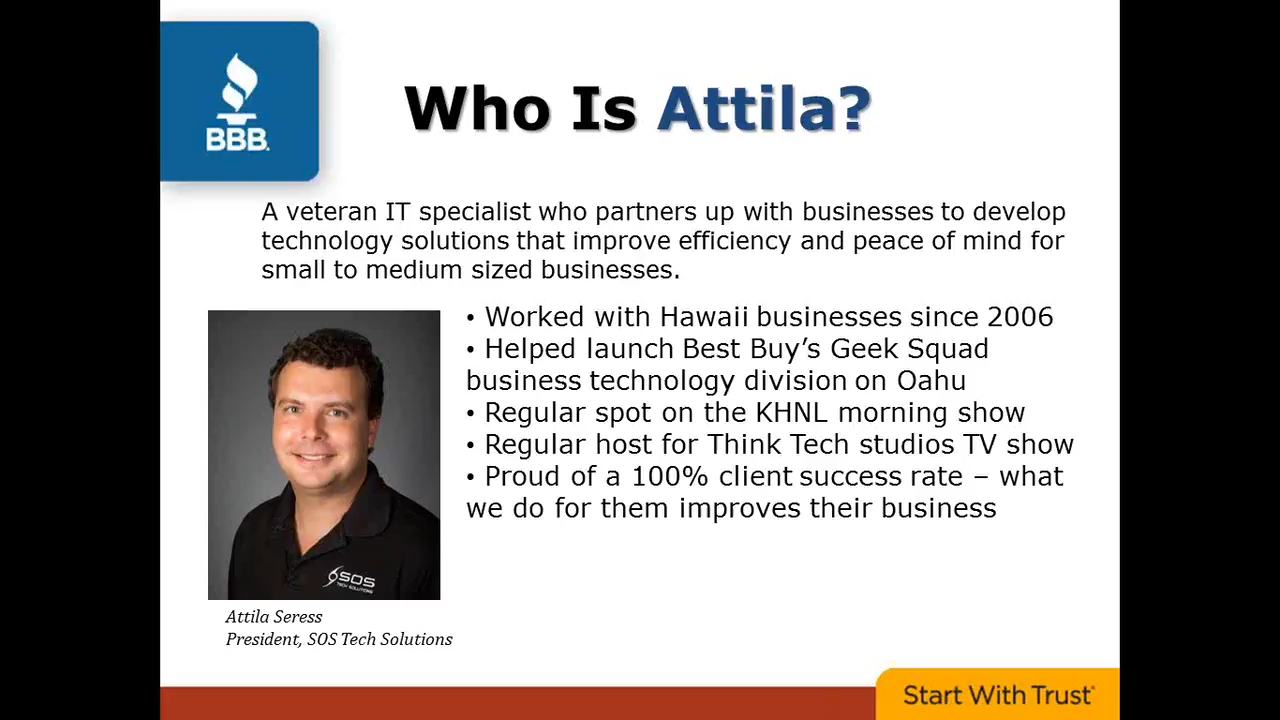 BBB.
Who Is Attila?
A veteran IT specialist who partners up with businesses to develop
technology solutions that improve efficiency and peace of mind for
small to medium sized businesses.
• Worked with Hawaii businesses since 2006
• Helped launch Best Buy’s Geek Squad
business technology division on Oahu
• Regular spot on the KHNL morning show
• Regular host for Think Tech studios TV show
• Proud of a 100% client success rate – what
we do for them improves their business
SOS
TECH SOLUTIONS
Attila Seress
President, SOS Tech Solutions
Start With Trust®